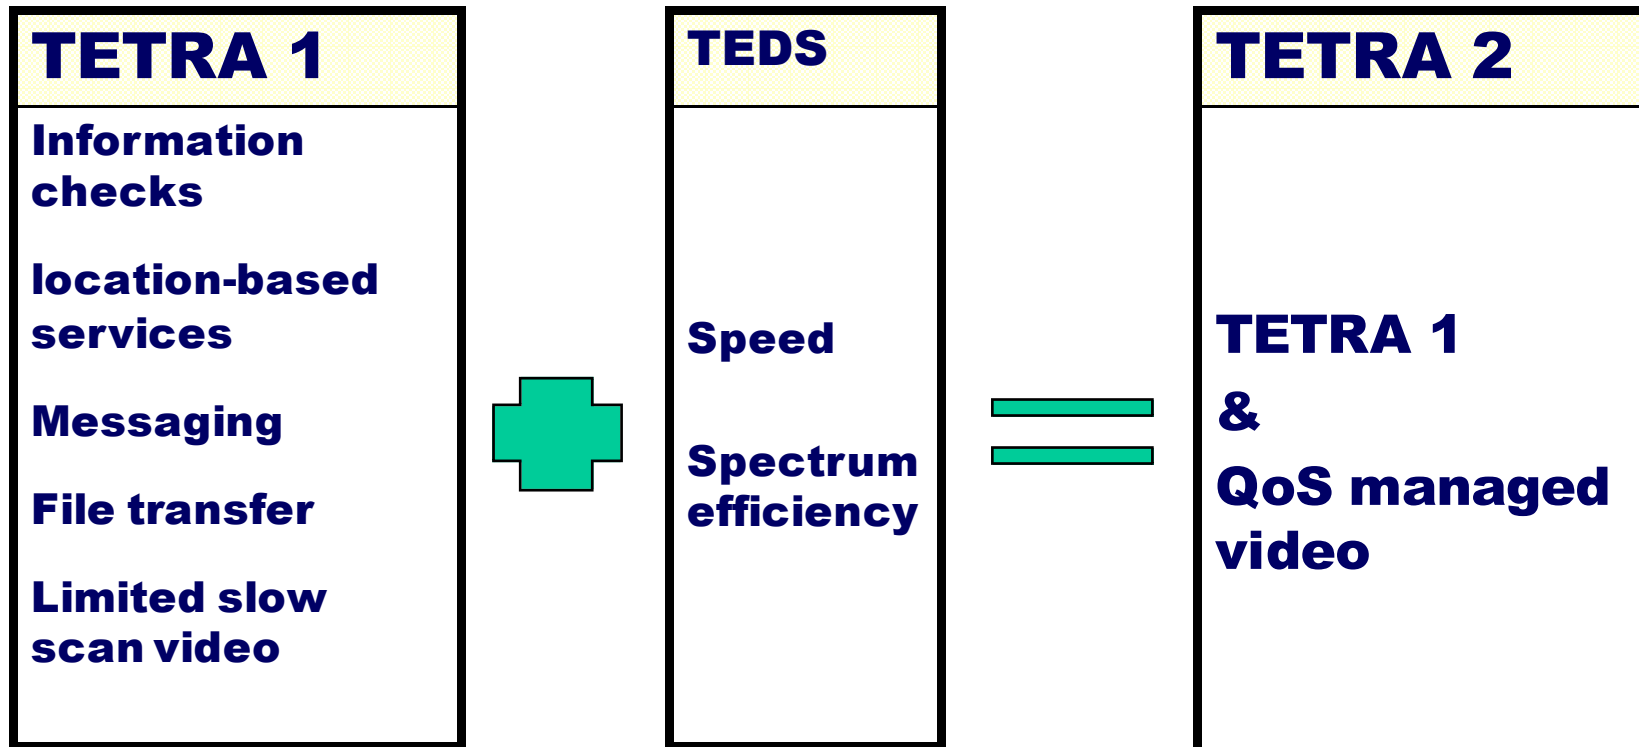 TETRA 1
Information
checks
location-based
services
Messaging
File transfer
Limited slow
scan video
TEDS
Speed
Spectrum
efficiency
TETRA 2
TETRA 1
&
QoS managed
video